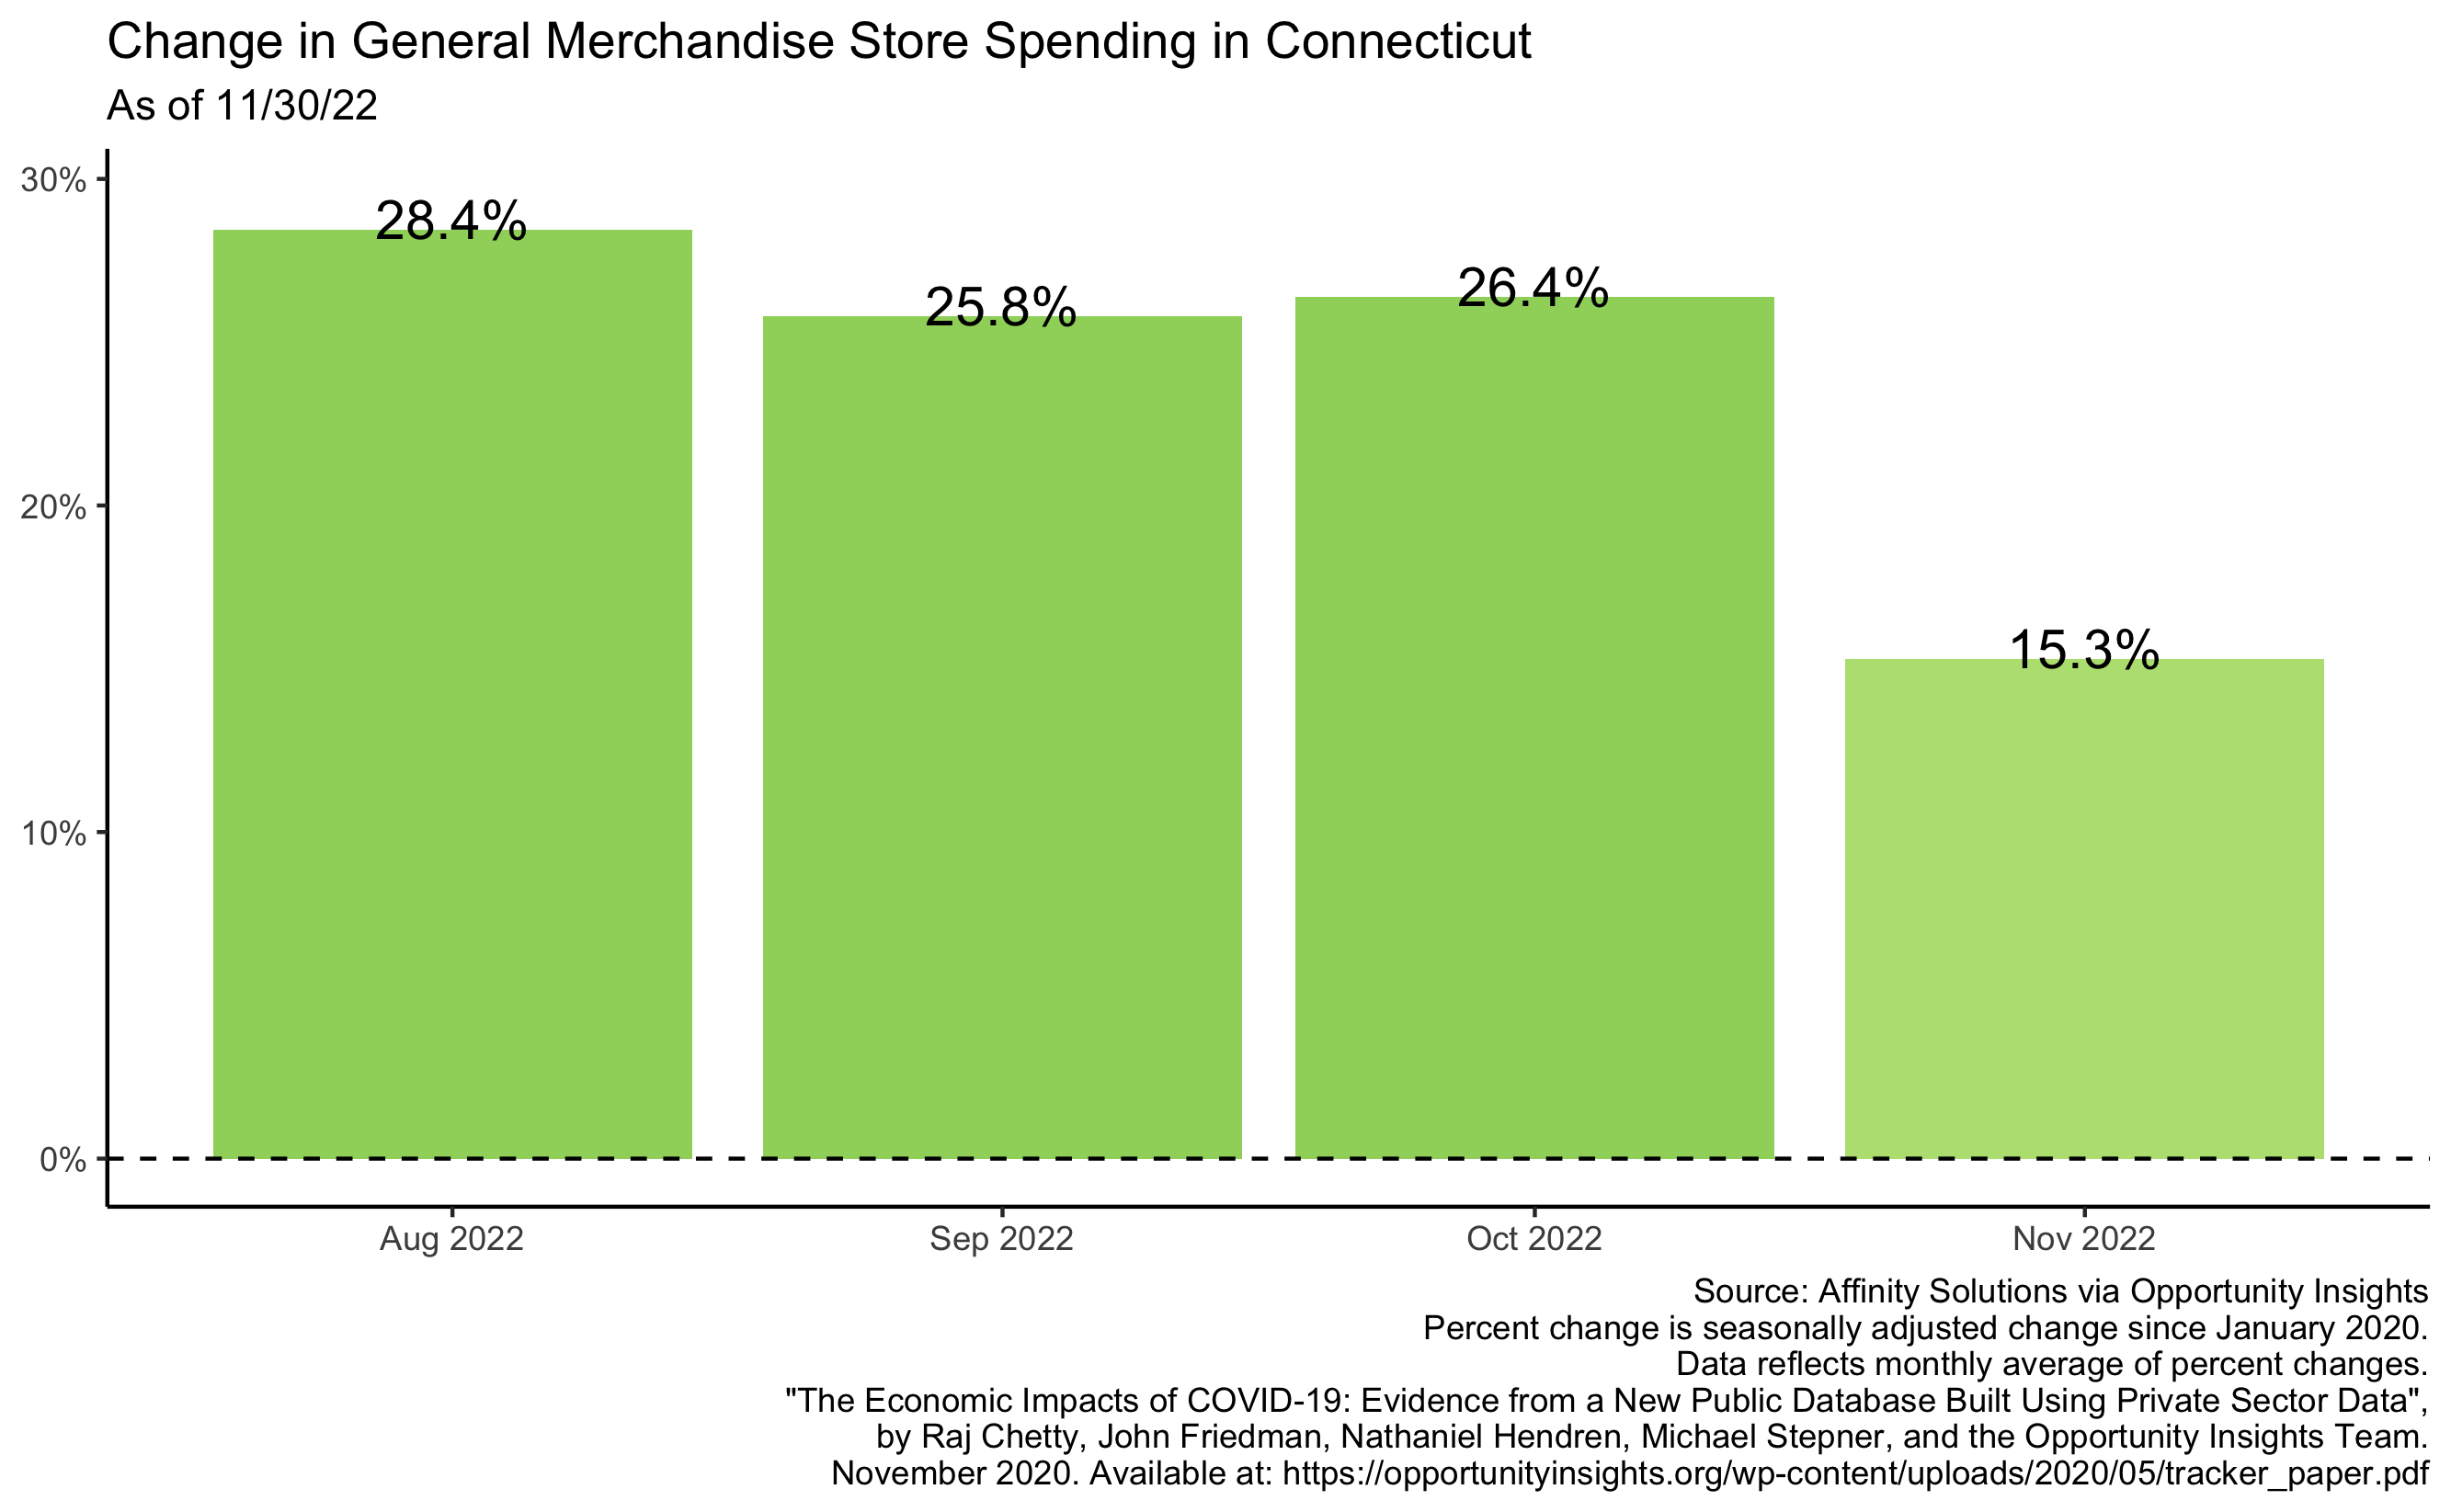 Change in General Merchandise Store Spending in Connecticut
As of 11/30/22
30%
20%
10%
0%
28.4%
25.8%
26.4%
15.3%
Aug 2022
Sep 2022
Oct 2022
Nov 2022
Source: Affinity Solutions via Opportunity Insights
Percent change is seasonally adjusted change since January 2020.
Data reflects monthly average of percent changes.
"The Economic Impacts of COVID-19: Evidence from a New Public Database Built Using Private Sector Data",
by Raj Chetty, John Friedman, Nathaniel Hendren, Michael Stepner, and the Opportunity Insights Team.
November 2020. Available at: https://opportunityinsights.org/wp-content/uploads/2020/05/tracker_paper.pdf